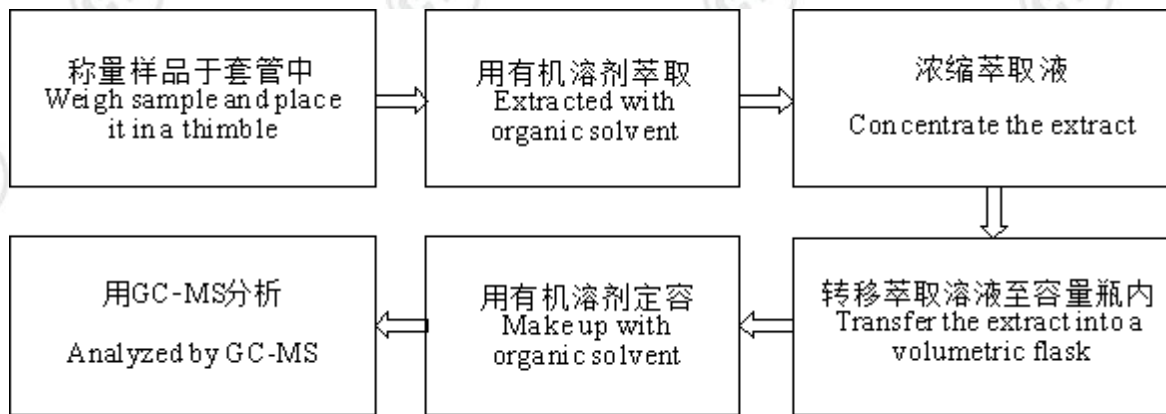 称量样品于套管中
Weigh sample and place
it in a thimble
用有机溶剂萃取
Extracted with
organic solvent
浓缩萃取液
Concentrate the extract
转移萃取溶液至容量瓶内
Transfer the extract into a
volumetric flask
用有机溶剂定容
Make up with
organic solvent
用GC-MS分析
Analyzed by GC-MS